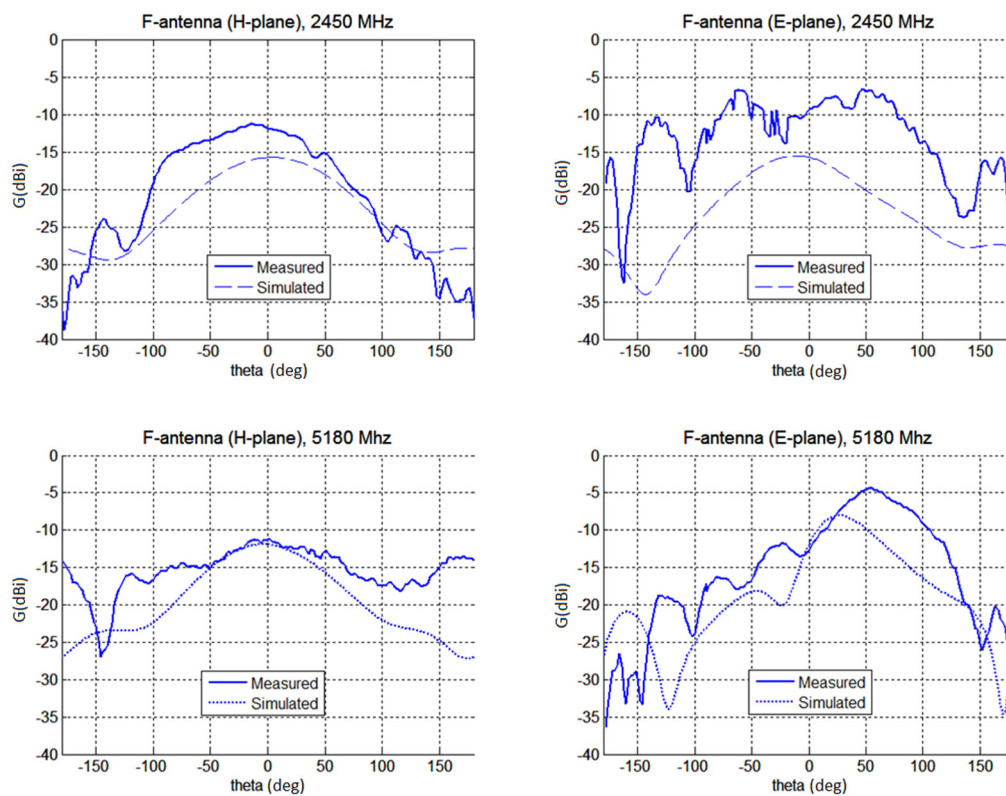 F-antenna (H-plane), 2450 MHz
0
-5
-10
-15
-20
-25
-30
-35
-40
G(dBi)
Measured
Simulated
-150 -100 -50 0 50 100 150
theta (deg)
F-antenna (E-plane), 2450 MHz
0
-5
-10
-15
-20
-25
-30
-35
-40
G(dBi)
Measured
Simulated
-150 -100 -50 0 50 100 150
theta (deg)
F-antenna (H-plane), 5180 Mhz
0
-5
-10
-15
-20
-25
-30
-35
-40
G(dBi)
Measured
Simulated
-150 -100 -50 0 50 100 150
theta (deg)
F-antenna (E-plane), 5180 Mhz
0
-5
-10
-15
-20
-25
-30
-35
-40
G(dBi)
Measured
Simulated
-150 -100 -50 0 50 100 150
theta (deg)